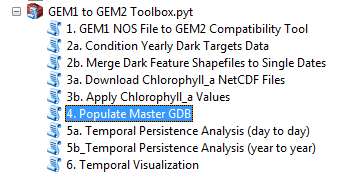 GEM1 to GEM2 Toolbox.pyt
1. GEM1 NOS File to GEM2 Compatibility Tool
2a. Condition Yearly Dark Targets Data
2b. Merge Dark Feature Shapefiles to Single Dates
3a. Download Chlorophyll_a NetCDF Files
3b. Apply Chlorophyll_a Values
4. Populate Master GDB
5a. Temporal Persistence Analysis (day to day)
5b_Temporal Persistence Analysis (year to year)
6. Temporal Visualization